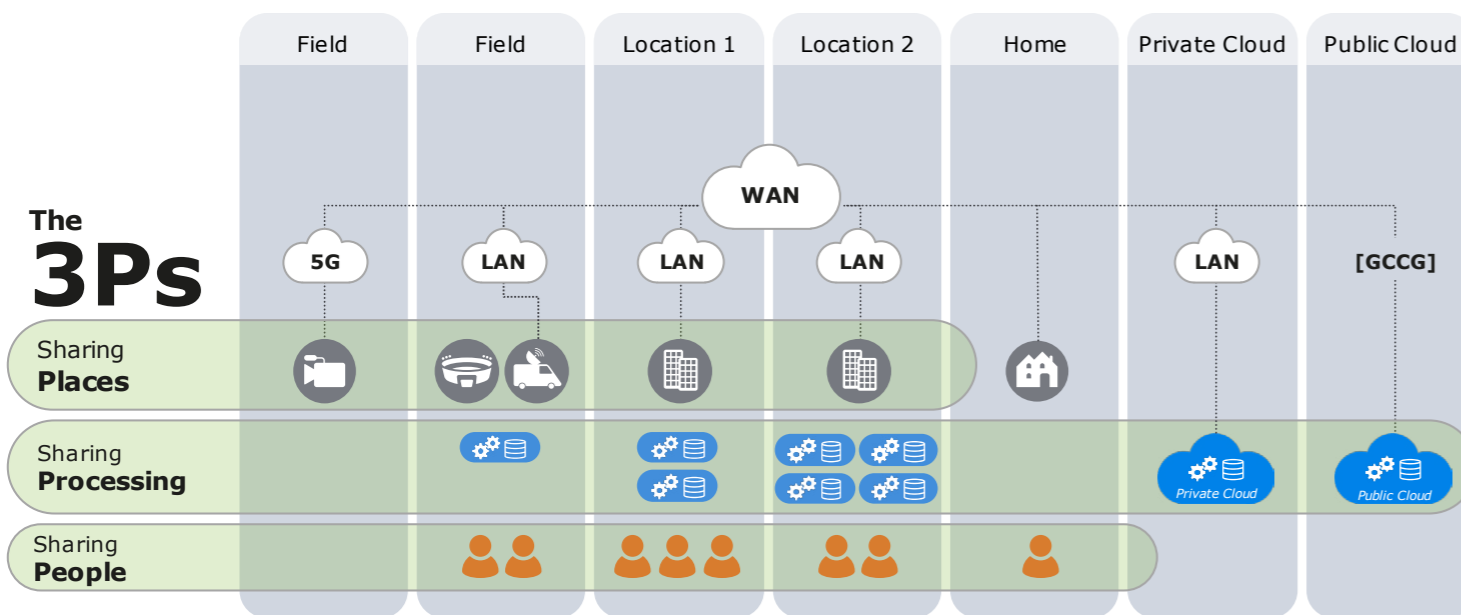 Field
Field
Location 1
Location 2
Home
Private Cloud
Public Cloud
WAN
The
3Ps
5G
LAN
LAN
LAN
LAN
[GCCG]
Sharing
Places
Sharing
Processing
Private Cloud
Public Cloud
Sharing
People